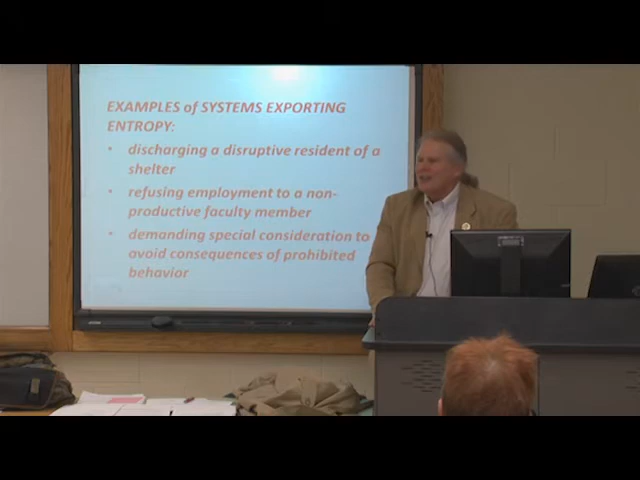 EXAMPLES of SYSTEMS EXPORTING
ENTROPY:
• discharging a disruptive resident of a
shelter
• refusing employment to a non-
productive faculty member
• demanding special consideration to
avoid consequences of prohibited
behavior